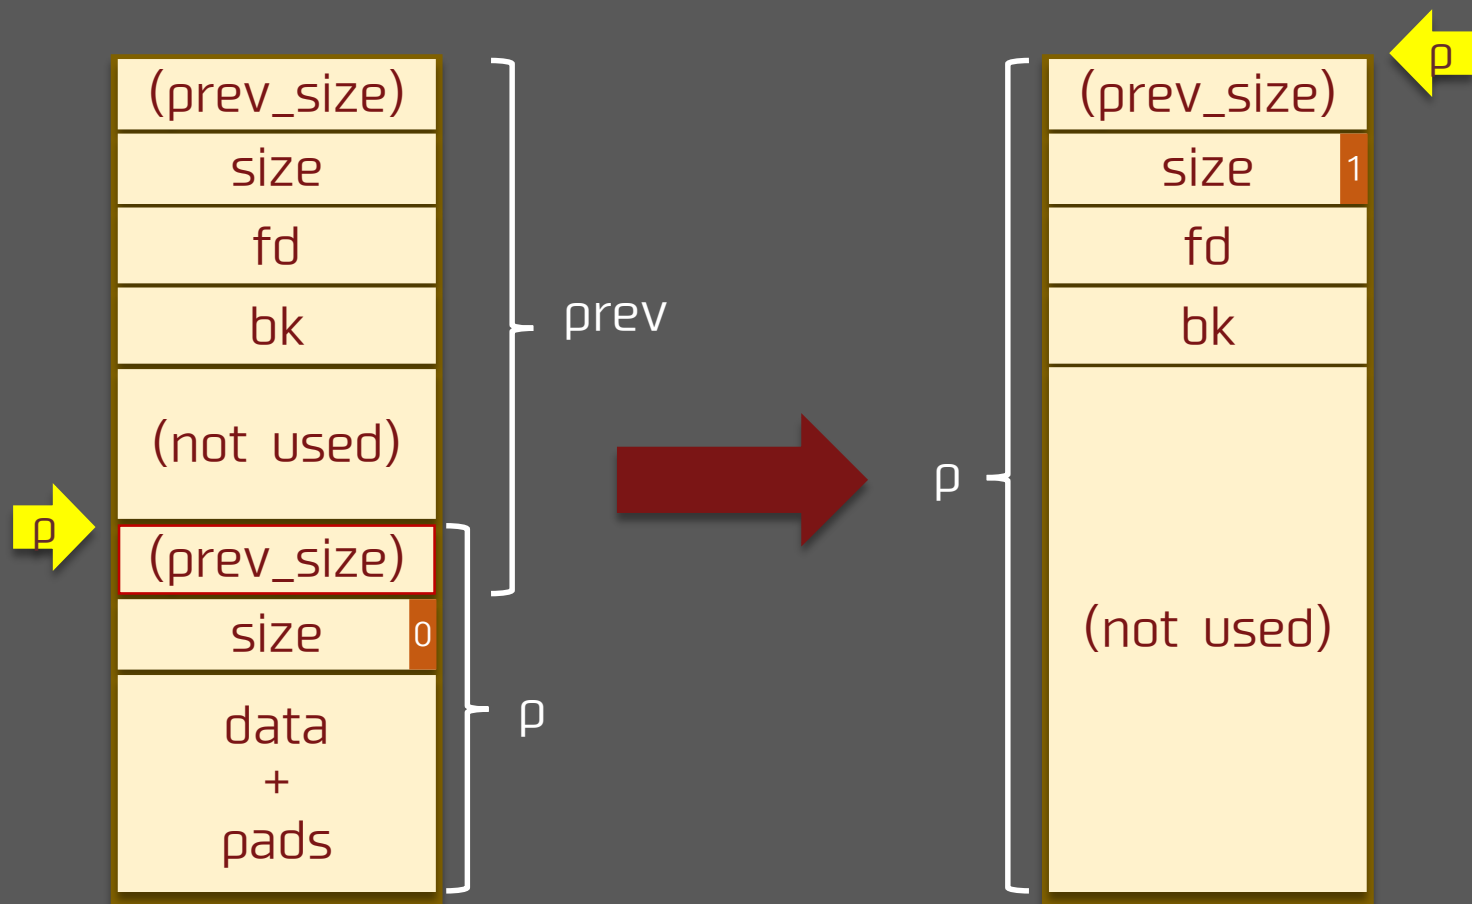 (prev_size)
size
fd
bk
(not used)
prev
p
(prev_size)
size 0
data
+
pads
p
p
(prev_size)
size 1
fd
bk
p
(not used)